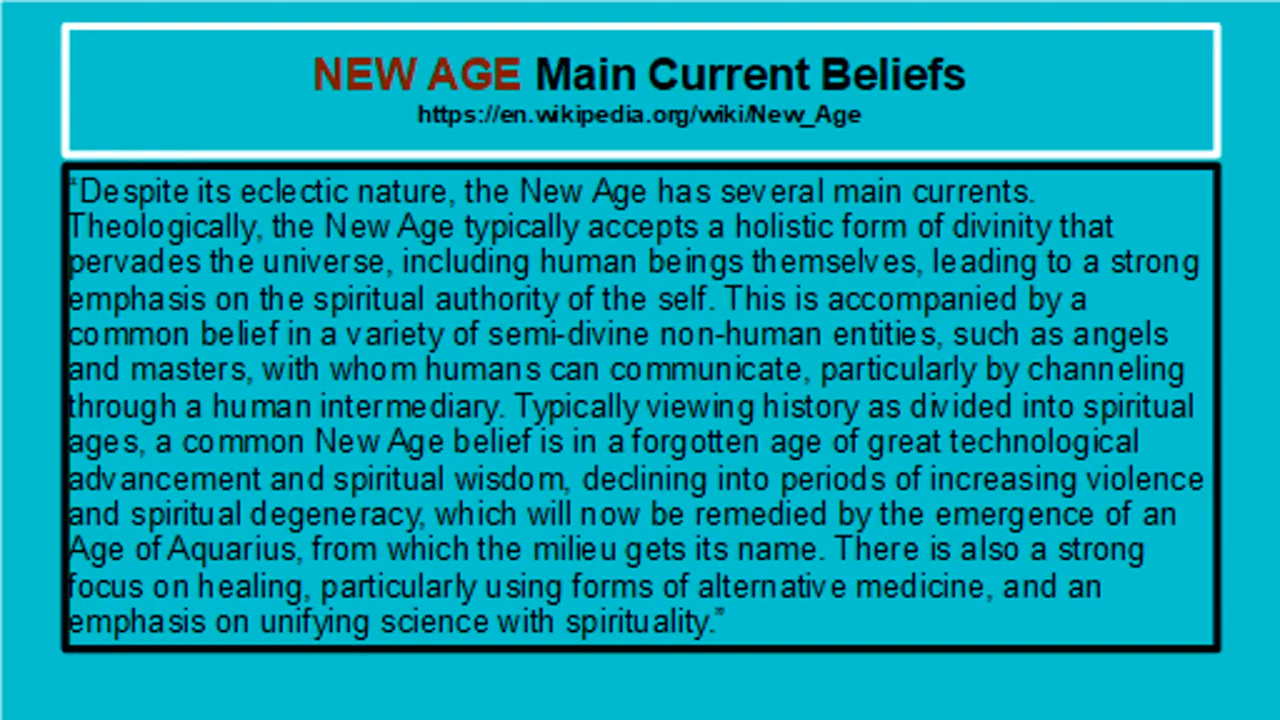 NEW AGE Main Current Beliefs
https://en.wikipedia.org/wiki/New_Age
“Despite its eclectic nature, the New Age has several main currents.
Theologically, the New Age typically accepts a holistic form of divinity that
pervades the universe, including human beings themselves, leading to a strong
emphasis on the spiritual authority of the self. This is accompanied by a
common belief in a variety of semi-divine non-human entities, such as angels
and masters, with whom humans can communicate, particularly by channeling
through a human intermediary. Typically viewing history as divided into spiritual
ages, a common New Age belief is in a forgotten age of great technological
advancement and spiritual wisdom, declining into periods of increasing violence
and spiritual degeneracy, which will now be remedied by the emergence of an
Age of Aquarius, from which the milieu gets its name. There is also a strong
focus on healing, particularly using forms of alternative medicine, and an
emphasis on unifying science with spirituality.”